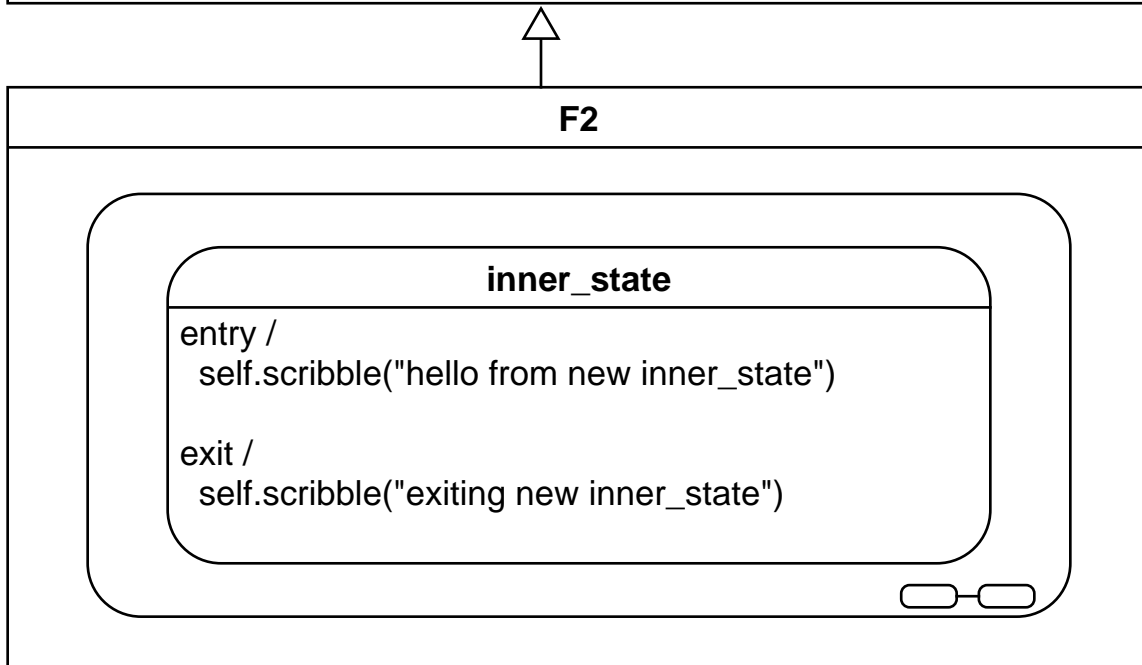 F2
inner_state
entry /
self.scribble("hello from new inner_state")
exit /
self.scribble("exiting new inner_state")